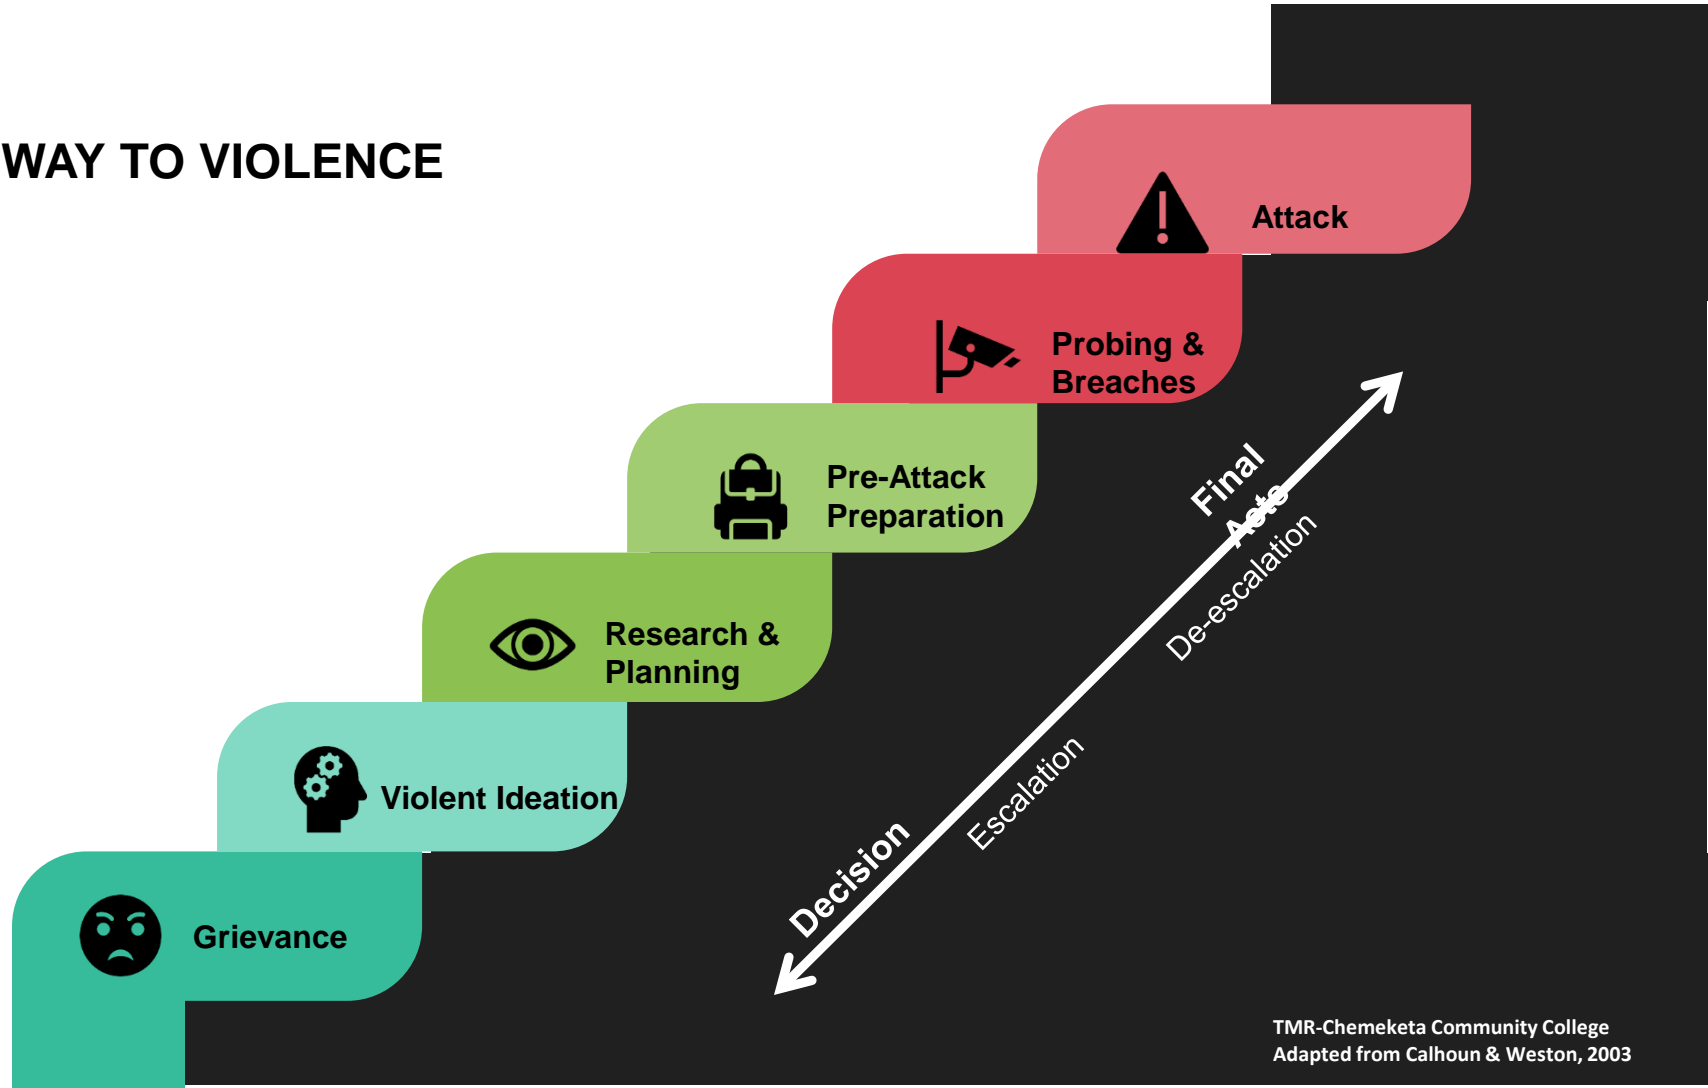 WAY TO VIOLENCE
Attack
Probing &
Breaches
Pre-Attack
Preparation
Research &
Planning
Violent Ideation
Grievance
Final
Acts
De-escalation
Escalation
Decision
TMR-Chemeketa Community College
Adapted from Calhoun & Weston, 2003